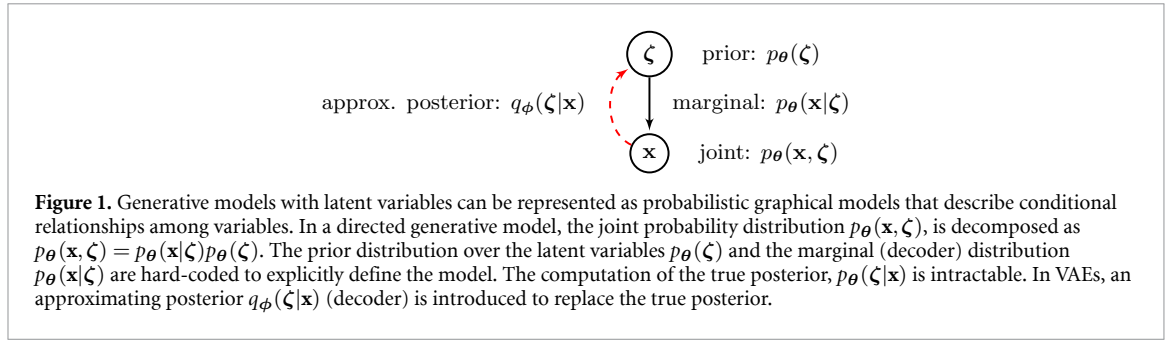 ζ prior: p_θ(ζ)
approx. posterior: q_ϕ(ζ|x) marginal: p_θ(x|ζ)
x joint: p_θ(x, ζ)
Figure 1. Generative models with latent variables can be represented as probabilistic graphical models that describe conditional
relationships among variables. In a directed generative model, the joint probability distribution p_θ(x, ζ), is decomposed as
p_θ(x, ζ) = p_θ(x|ζ)p_θ(ζ). The prior distribution over the latent variables p_θ(ζ) and the marginal (decoder) distribution
p_θ(x|ζ) are hard-coded to explicitly define the model. The computation of the true posterior, p_θ(ζ|x) is intractable. In VAEs, an
approximating posterior q_ϕ(ζ|x) (decoder) is introduced to replace the true posterior.